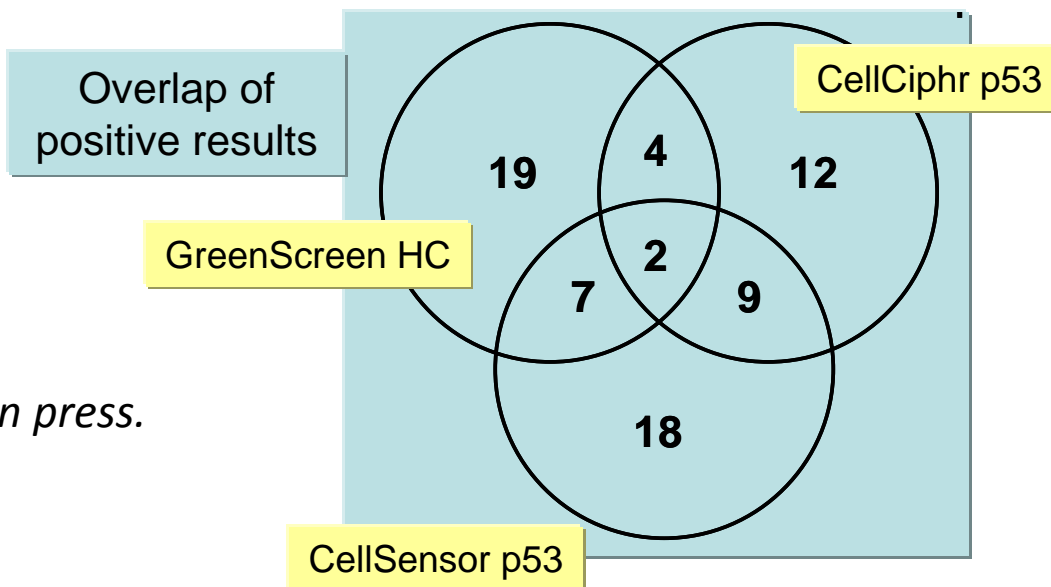 Overlap of
positive results
CellCiphr p53
19
4
12
GreenScreen HC
2
7
9
n press.
18
CellSensor p53